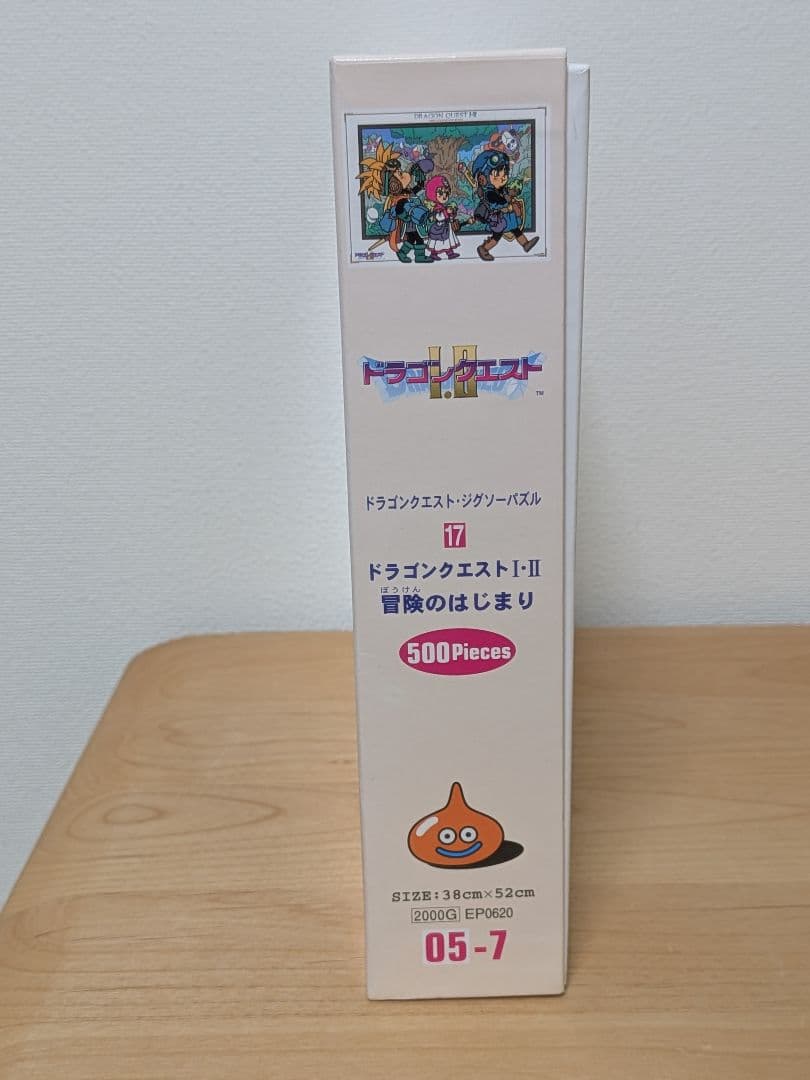 DRAGON QUEST I·II
ドラゴンクエスト
I·II
TM
ドラゴンクエスト・ジグソーパズル
17
ドラゴンクエストI・II
ぼうけん
冒険のはじまり
500Pieces
SIZE:38cm×52cm
2000G EP0620
05-7